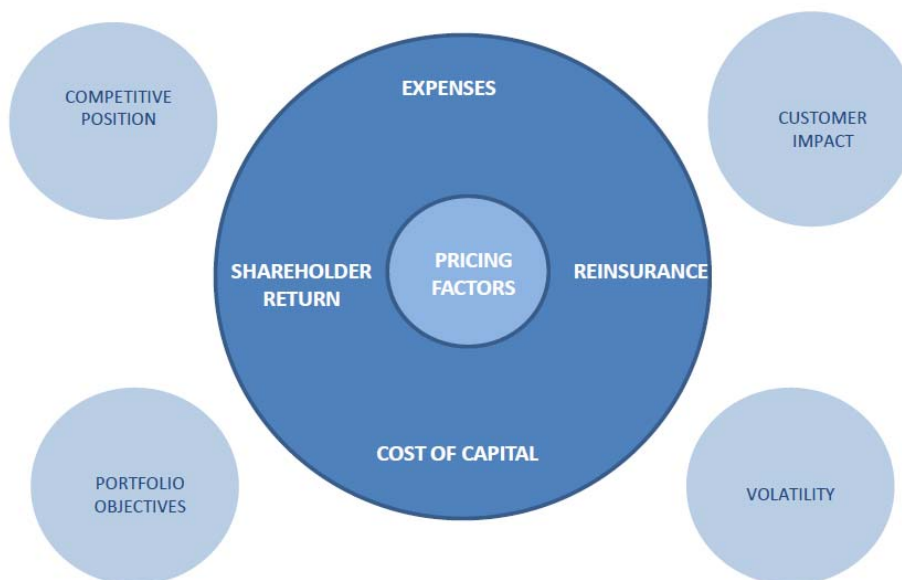 EXPENSES
COMPETITIVE
POSITION
CUSTOMER
IMPACT
SHAREHOLDER
RETURN
PRICING
FACTORS
REINSURANCE
COST OF CAPITAL
PORTFOLIO
OBJECTIVES
VOLATILITY